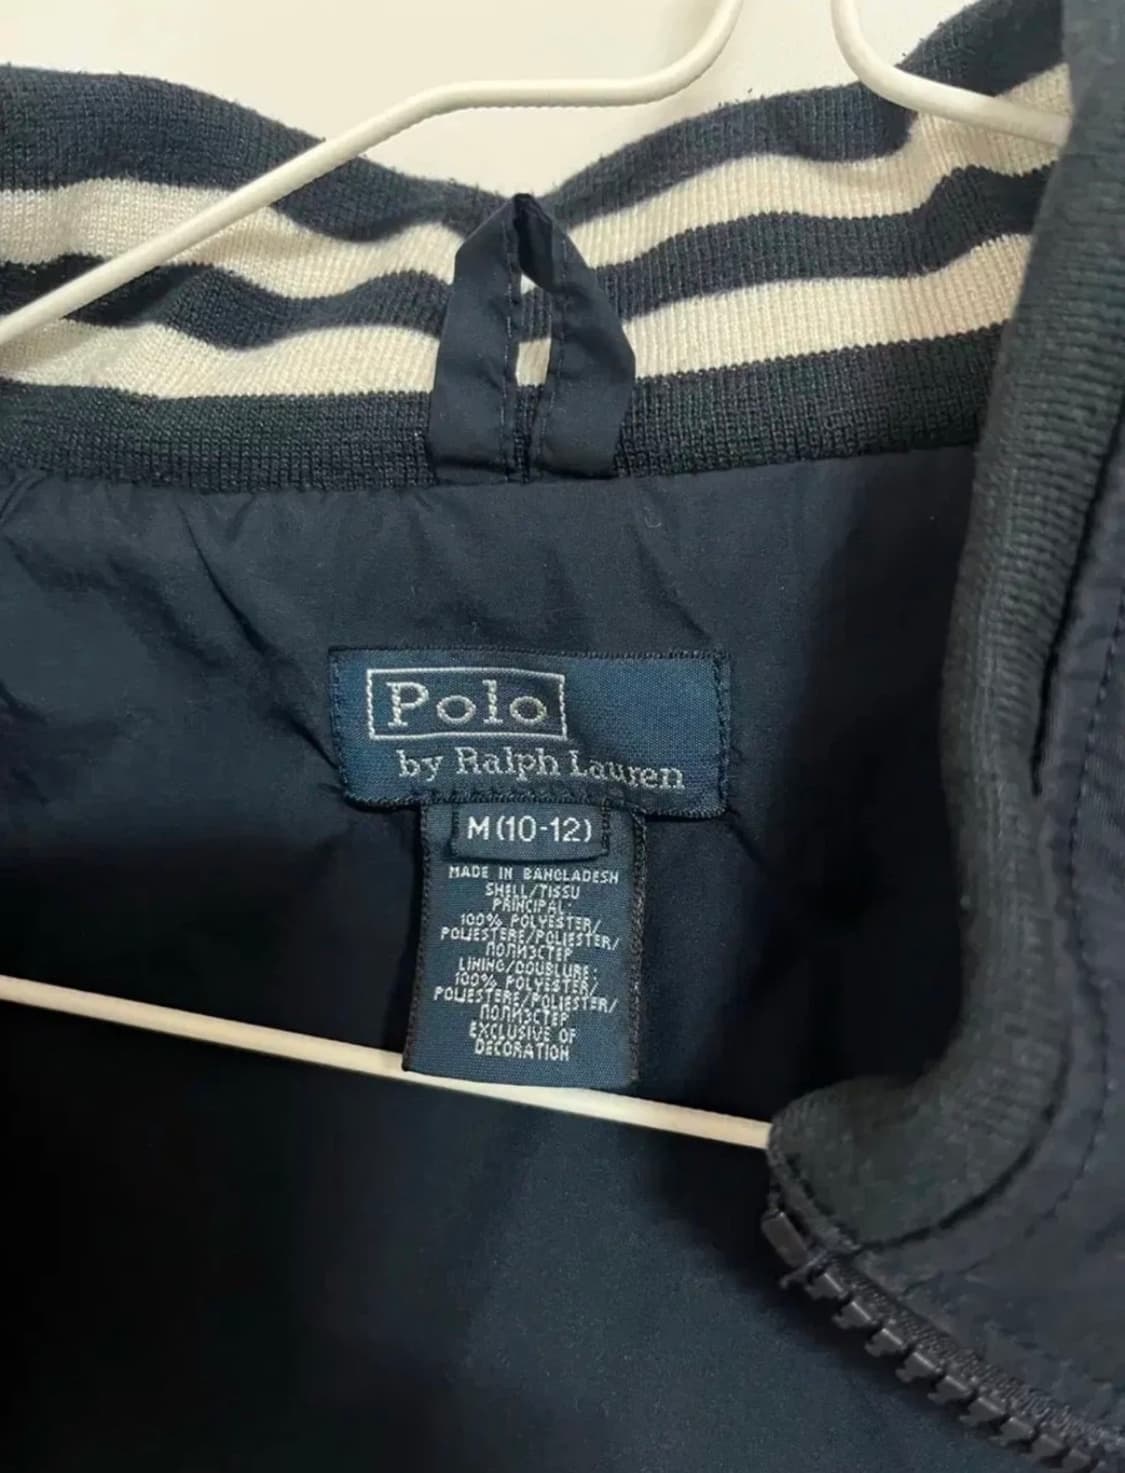 Polo
by Ralph Lauren
M (10-12)
MADE IN BANGLADESH
SHELL/TISSU
PRINCIPAL:
100% POLYESTER/
POLIESTERE/POLIESTER/
ПОЛИЭСТЕР
LINING/DOUBLURE:
100% POLYESTER/
POLIESTERE/POLIESTER/
ПОЛИЭСТЕР
EXCLUSIVE OF
DECORATION